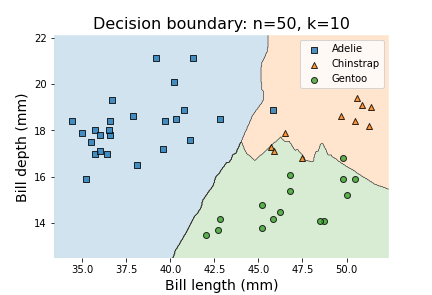 Decision boundary: n=50, k=10
Adelie
Chinstrap
Gentoo
Bill depth (mm)
22
20
18
16
14
35.0 37.5 40.0 42.5 45.0 47.5 50.0
Bill length (mm)